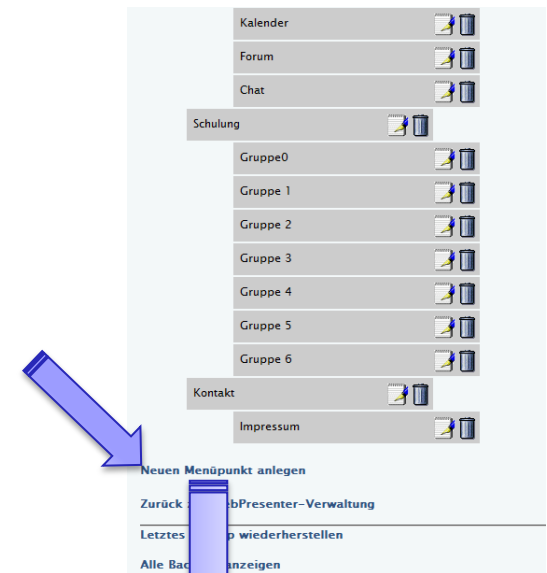 Kalender
Forum
Chat
Schulung
Gruppe0
Gruppe 1
Gruppe 2
Gruppe 3
Gruppe 4
Gruppe 5
Gruppe 6
Kontakt
Impressum
Neuen Menüpunkt anlegen
Zurück bPresenter-Verwaltung
Letztes p wiederherstellen
Alle Bac anzeigen